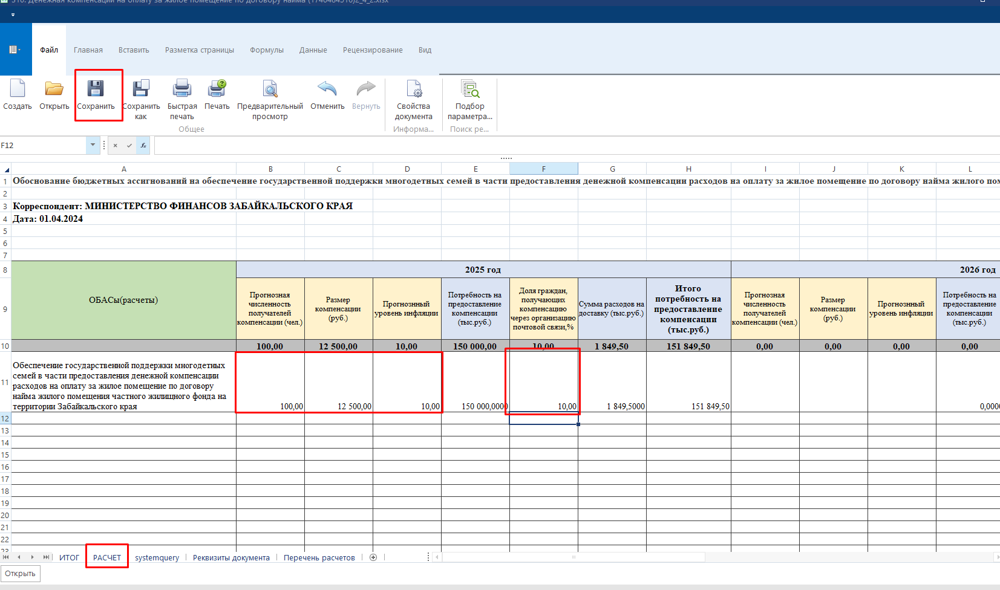 510. Денежная компенсации на оплату за жилое помещение по договору найма (1740484510)2_4_2.xlsx
Файл Главная Вставить Разметка страницы Формулы Данные Рецензирование Вид
Создать Открыть Сохранить Сохранить как Быстрая печать Печать Предварительный просмотр Отменить Вернуть Свойства документа Подбор параметра...
Общее Информа... Поиск ре...
F12
A B C D E F G H I J K L
1 Обоснование бюджетных ассигнований на обеспечение государственной поддержки многодетных семей в части предоставления денежной компенсации расходов на оплату за жилое помещение по договору найма жилого пом
2
3 Корреспондент: МИНИСТЕРСТВО ФИНАНСОВ ЗАБАЙКАЛЬСКОГО КРАЯ
4 Дата: 01.04.2024
5
6
7
8 2025 год 2026 год
9 ОБАСы(расчеты)
Прогнозная численность получателей компенсации (чел.)
Размер компенсации (руб.)
Прогнознный уровень инфляции
Потребность на предоставление компенсации (тыс.руб.)
Доля граждан, получающих компенсацию через организацию почтовой связи,%
Сумма расходов на доставку (тыс.руб.)
Итого потребность на предоставление компенсации (тыс.руб.)
Прогнозная численность получателей компенсации (чел.)
Размер компенсации (руб.)
Прогнознный уровень инфляции
Потребность на предоставление компенсации (тыс.руб.)
10 100,00 12 500,00 10,00 150 000,00 10,00 1 849,50 151 849,50 0,00 0,00 0,00 0,00
Обеспечение государственной поддержки многодетных
семей в части предоставления денежной компенсации
11 расходов на оплату за жилое помещение по договору
найма жилого помещения частного жилищного фонда на
территории Забайкальского края 100,00 12 500,00 10,00 150 000,0000 10,00 1 849,5000 151 849,50 0,0000
12
13
14
15
16
17
18
19
20
21
22
23
ИТОГ РАСЧЕТ systemquery Реквизиты документа Перечень расчетов
Открыть